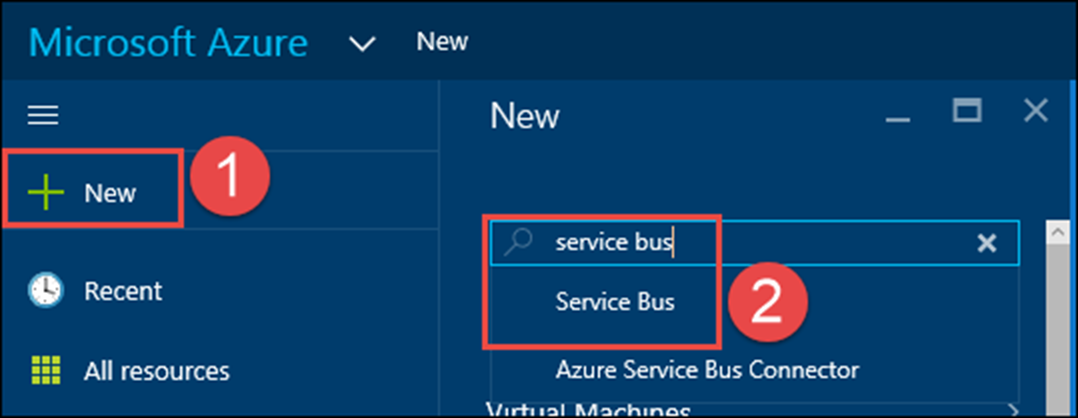 Microsoft Azure New
New
New
1
service bus
Service Bus
2
Recent
All resources
Azure Service Bus Connector
Virtual Machines